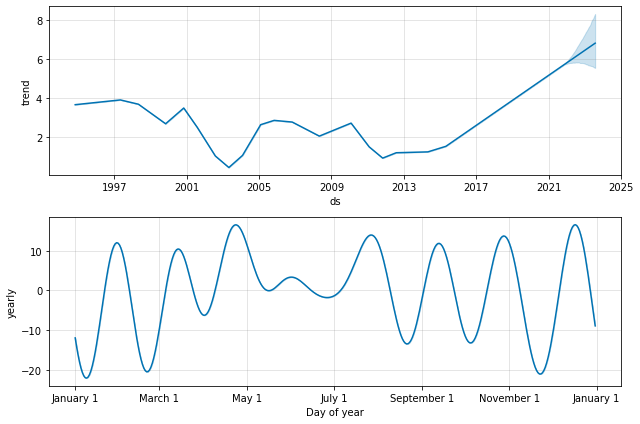 8
6
4
2
trend
1997 2001 2005 2009 2013 2017 2021 2025
ds
10
0
−10
−20
yearly
January 1 March 1 May 1 July 1 September 1 November 1 January 1
Day of year